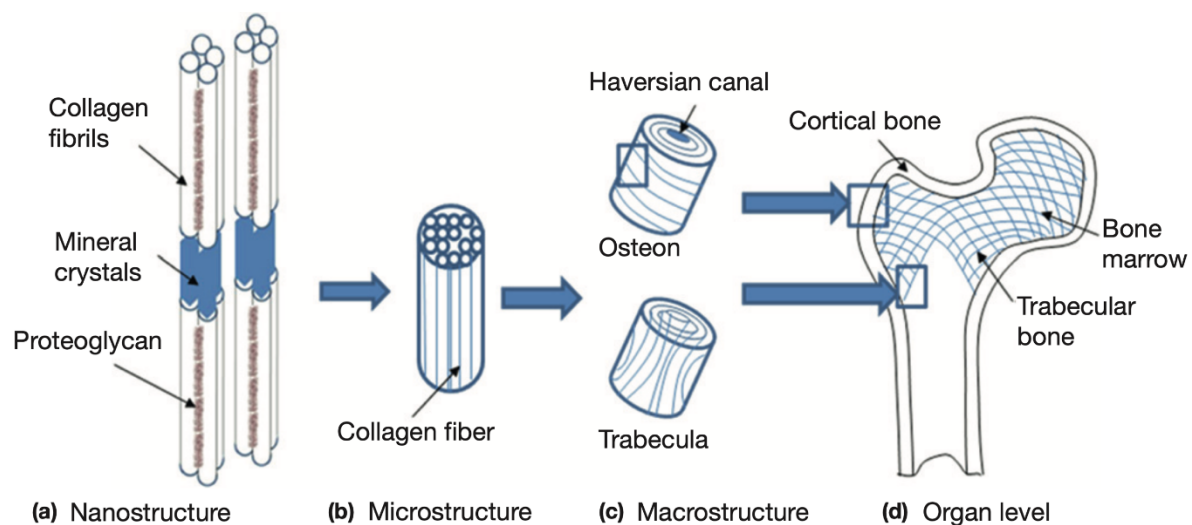 Collagen
fibrils
Mineral
crystals
Proteoglycan
Collagen fiber
Haversian canal
Osteon
Trabecula
Cortical bone
Bone
marrow
Trabecular
bone
(a) Nanostructure
(b) Microstructure
(c) Macrostructure
(d) Organ level